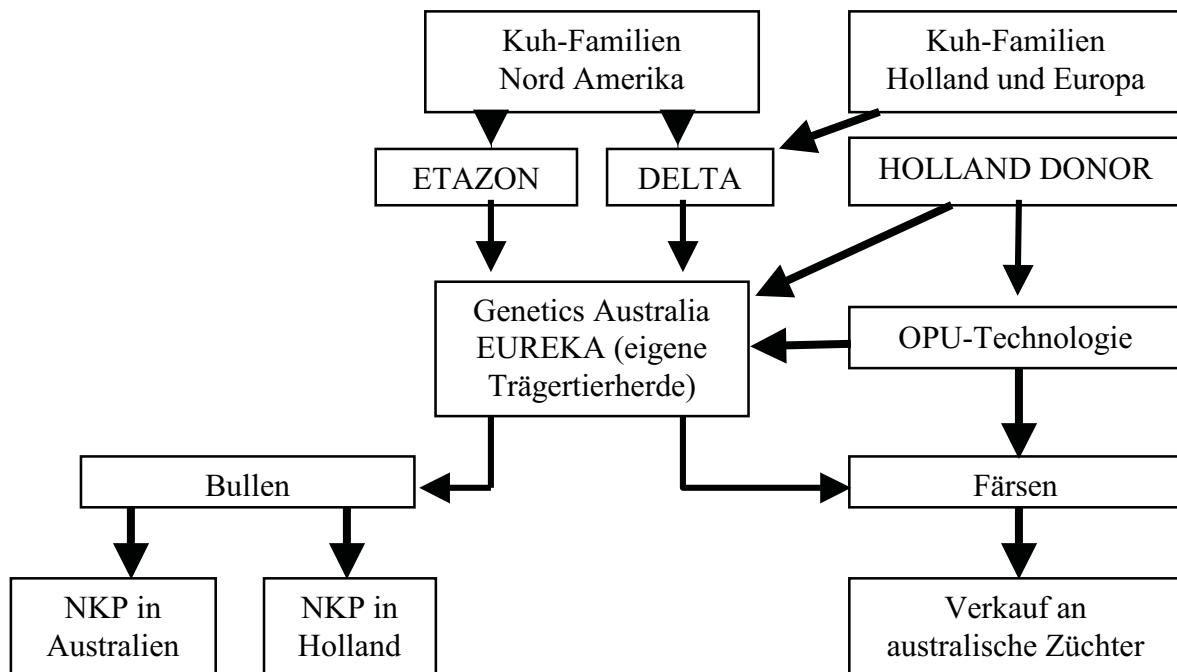 Kuh-Familien
Nord Amerika
Kuh-Familien
Holland und Europa
ETAZON
DELTA
HOLLAND DONOR
Genetics Australia
EUREKA (eigene
Trägertierherde)
OPU-Technologie
Bullen
Färsen
NKP in
Australien
NKP in
Holland
Verkauf an
australische Züchter